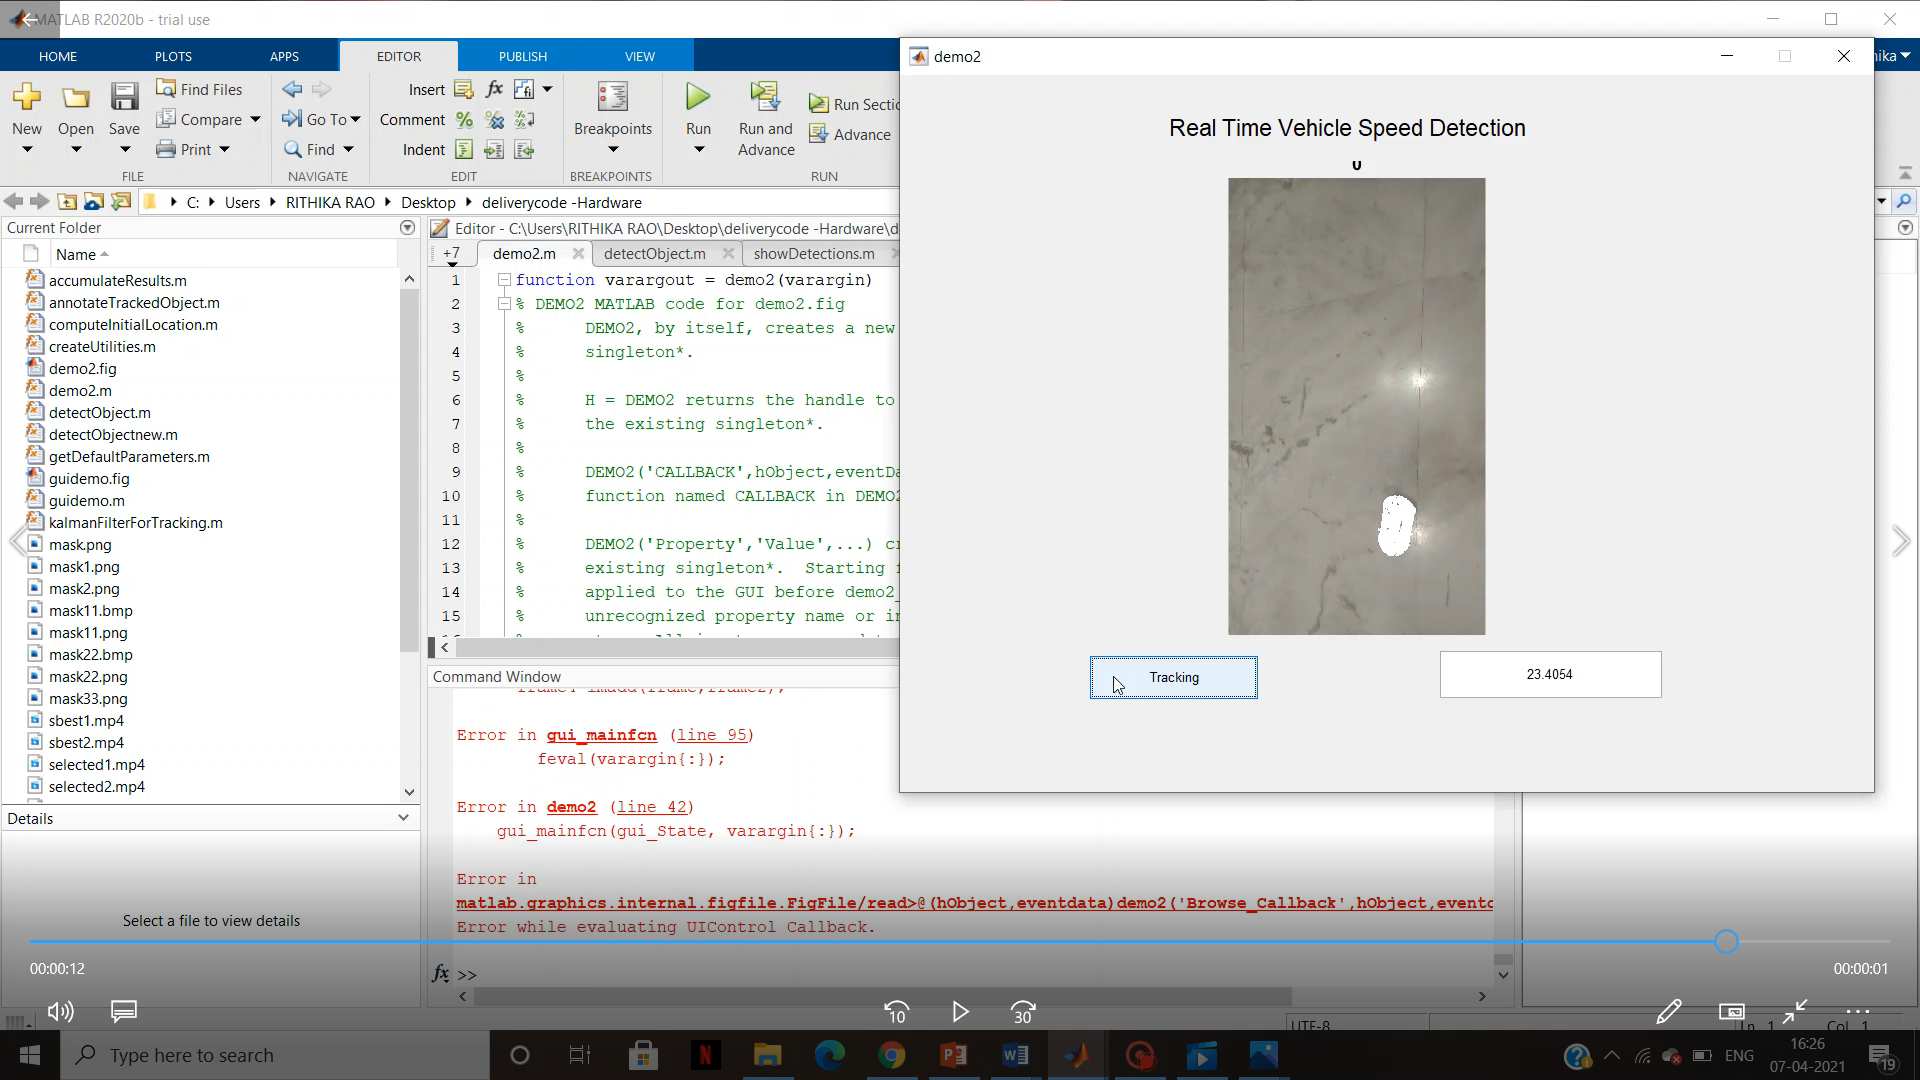 MATLAB R2020b - trial use
HOME
PLOTS
APPS
EDITOR
PUBLISH
VIEW
nika
New
Open
Save
Find Files
Compare
Print
FILE
Go To
Find
NAVIGATE
Insert
fx
Comment
Indent
EDIT
Breakpoints
BREAKPOINTS
Run
Run and
Advance
Run Sectio
Advance
RUN
C:
Users
RITHIKA RAO
Desktop
deliverycode -Hardware
Current Folder
Name
accumulateResults.m
annotateTrackedObject.m
computeInitialLocation.m
createUtilities.m
demo2.fig
demo2.m
detectObject.m
detectObjectnew.m
getDefaultParameters.m
guidemo.fig
guidemo.m
kalmanFilterForTracking.m
mask.png
mask1.png
mask2.png
mask11.bmp
mask11.png
mask22.bmp
mask22.png
mask33.png
sbest1.mp4
sbest2.mp4
selected1.mp4
selected2.mp4
Details
Select a file to view details
Editor - C:\Users\RITHIKA RAO\Desktop\deliverycode -Hardware\d
+7
demo2.m
detectObject.m
showDetections.m
1 function varargout = demo2(varargin)
2 % DEMO2 MATLAB code for demo2.fig
3 % DEMO2, by itself, creates a new
4 % singleton*.
5 %
6 % H = DEMO2 returns the handle to
7 % the existing singleton*.
8 %
9 % DEMO2('CALLBACK',hObject,eventDa
10 % function named CALLBACK in DEMO2
11 %
12 % DEMO2('Property','Value',...) cr
13 % existing singleton*. Starting f
14 % applied to the GUI before demo2_
15 % unrecognized property name or in
Command Window
Error in gui_mainfcn (line 95)
feval(varargin{:});
Error in demo2 (line 42)
gui_mainfcn(gui_State, varargin{:});
Error in
matlab.graphics.internal.figfile.FigFile/read>@(hObject,eventdata)demo2('Browse_Callback',hObject,eventd
Error while evaluating UIControl Callback.
fx >>
demo2
Real Time Vehicle Speed Detection
Tracking
23.4054
00:00:12
00:00:01
10
30
UTF-8
Ln 1 Col 1
Type here to search
ENG
16:26
07-04-2021
19